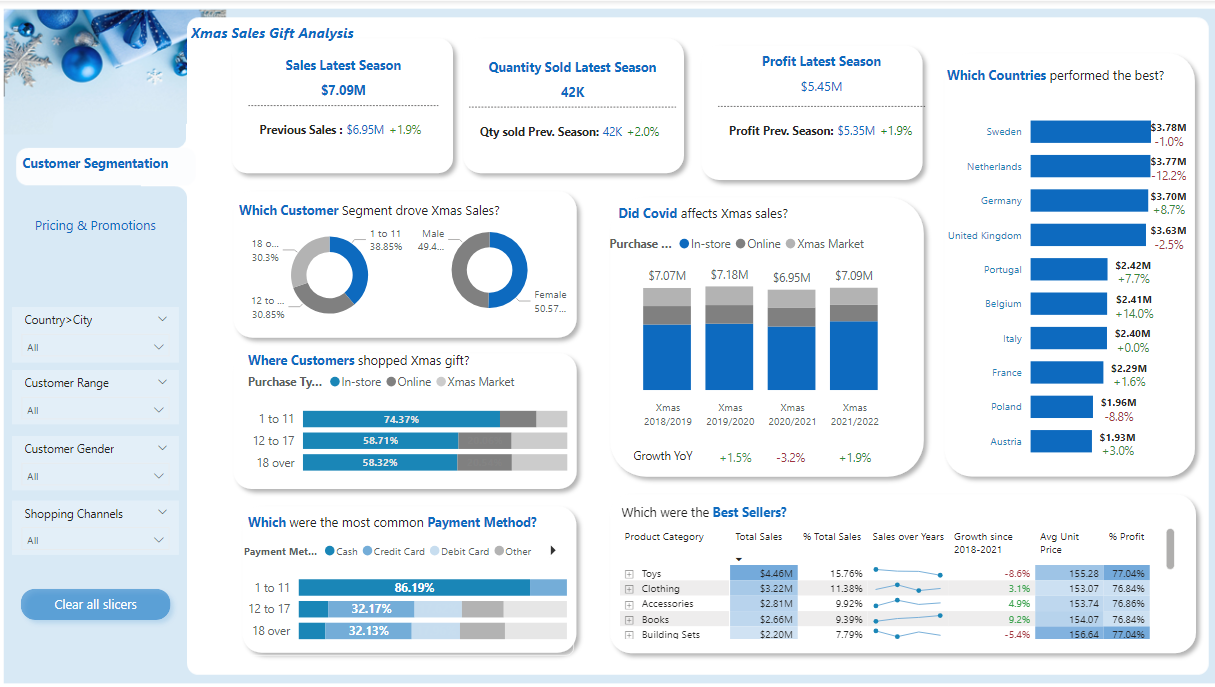 Xmas Sales Gift Analysis
Customer Segmentation
Pricing & Promotions
Country>City
All
Customer Range
All
Customer Gender
All
Shopping Channels
All
Clear all slicers
Sales Latest Season
$7.09M
Previous Sales : $6.95M +1.9%
Quantity Sold Latest Season
42K
Qty sold Prev. Season: 42K +2.0%
Profit Latest Season
$5.45M
Profit Prev. Season: $5.35M +1.9%
Which Customer Segment drove Xmas Sales?
18 o...
30.3%
1 to 11
38.85%
12 to ...
30.85%
Male
49.4...
Female
50.57...
Where Customers shopped Xmas gift?
Purchase Ty... In-store Online Xmas Market
1 to 11 74.37%
12 to 17 58.71%
18 over 58.32%
Which were the most common Payment Method?
Payment Met... Cash Credit Card Debit Card Other
1 to 11 86.19%
12 to 17 32.17%
18 over 32.13%
Did Covid affects Xmas sales?
Purchase ... In-store Online Xmas Market
$7.07M $7.18M $6.95M $7.09M
Xmas Xmas Xmas Xmas
2018/2019 2019/2020 2020/2021 2021/2022
Growth YoY +1.5% -3.2% +1.9%
Which Countries performed the best?
Sweden $3.78M
-1.0%
Netherlands $3.77M
-12.2%
Germany $3.70M
+8.7%
United Kingdom $3.63M
-2.5%
Portugal $2.42M
+7.7%
Belgium $2.41M
+14.0%
Italy $2.40M
+0.0%
France $2.29M
+1.6%
Poland $1.96M
-8.8%
Austria $1.93M
+3.0%
Which were the Best Sellers?
Product Category Total Sales % Total Sales Sales over Years Growth since Avg Unit % Profit
2018-2021 Price
Toys $4.46M 15.76% -8.6% 155.28 77.04%
Clothing $3.22M 11.38% 3.1% 153.07 76.84%
Accessories $2.81M 9.92% 4.9% 153.74 76.86%
Books $2.66M 9.39% 9.2% 154.07 76.84%
Building Sets $2.20M 7.79% -5.4% 156.64 77.04%